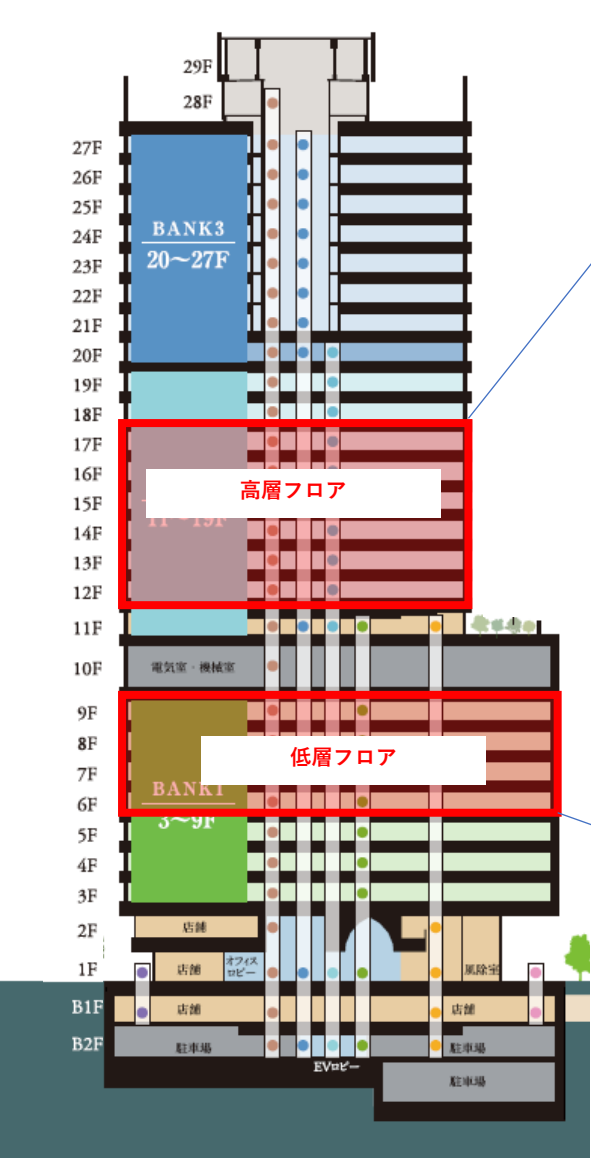 29F
28F
27F
26F
25F
24F
23F
22F
21F
20F
19F
18F
17F
16F
15F
14F
13F
12F
11F
10F
9F
8F
7F
6F
5F
4F
3F
2F
1F
B1F
B2F
BANK3
20〜27F
高層フロア
11〜19F
電気室・機械室
低層フロア
BANK1
3〜9F
店舗
店舗
オフィス
ロビー
風除室
店舗
店舗
駐車場
駐車場
EVロビー
駐車場